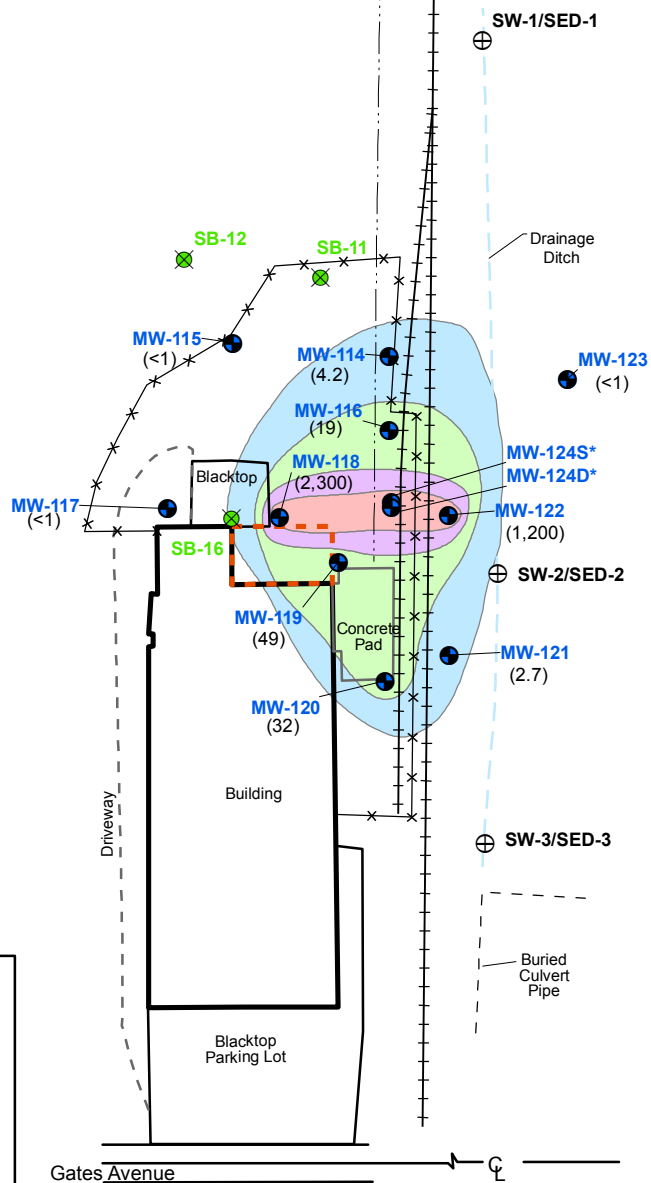 SW-1/SED-1
SB-12
SB-11
Drainage
Ditch
MW-115
(<1)
MW-114
(4.2)
MW-123
(<1)
MW-116
(19)
MW-124S*
MW-118
(2,300)
MW-124D*
Blacktop
MW-117
(<1)
MW-122
(1,200)
SB-16
SW-2/SED-2
MW-119
(49)
Concrete
Pad
MW-121
(2.7)
MW-120
(32)
Building
Driveway
SW-3/SED-3
Buried
Culvert
Pipe
Blacktop
Parking Lot
Gates Avenue
℄